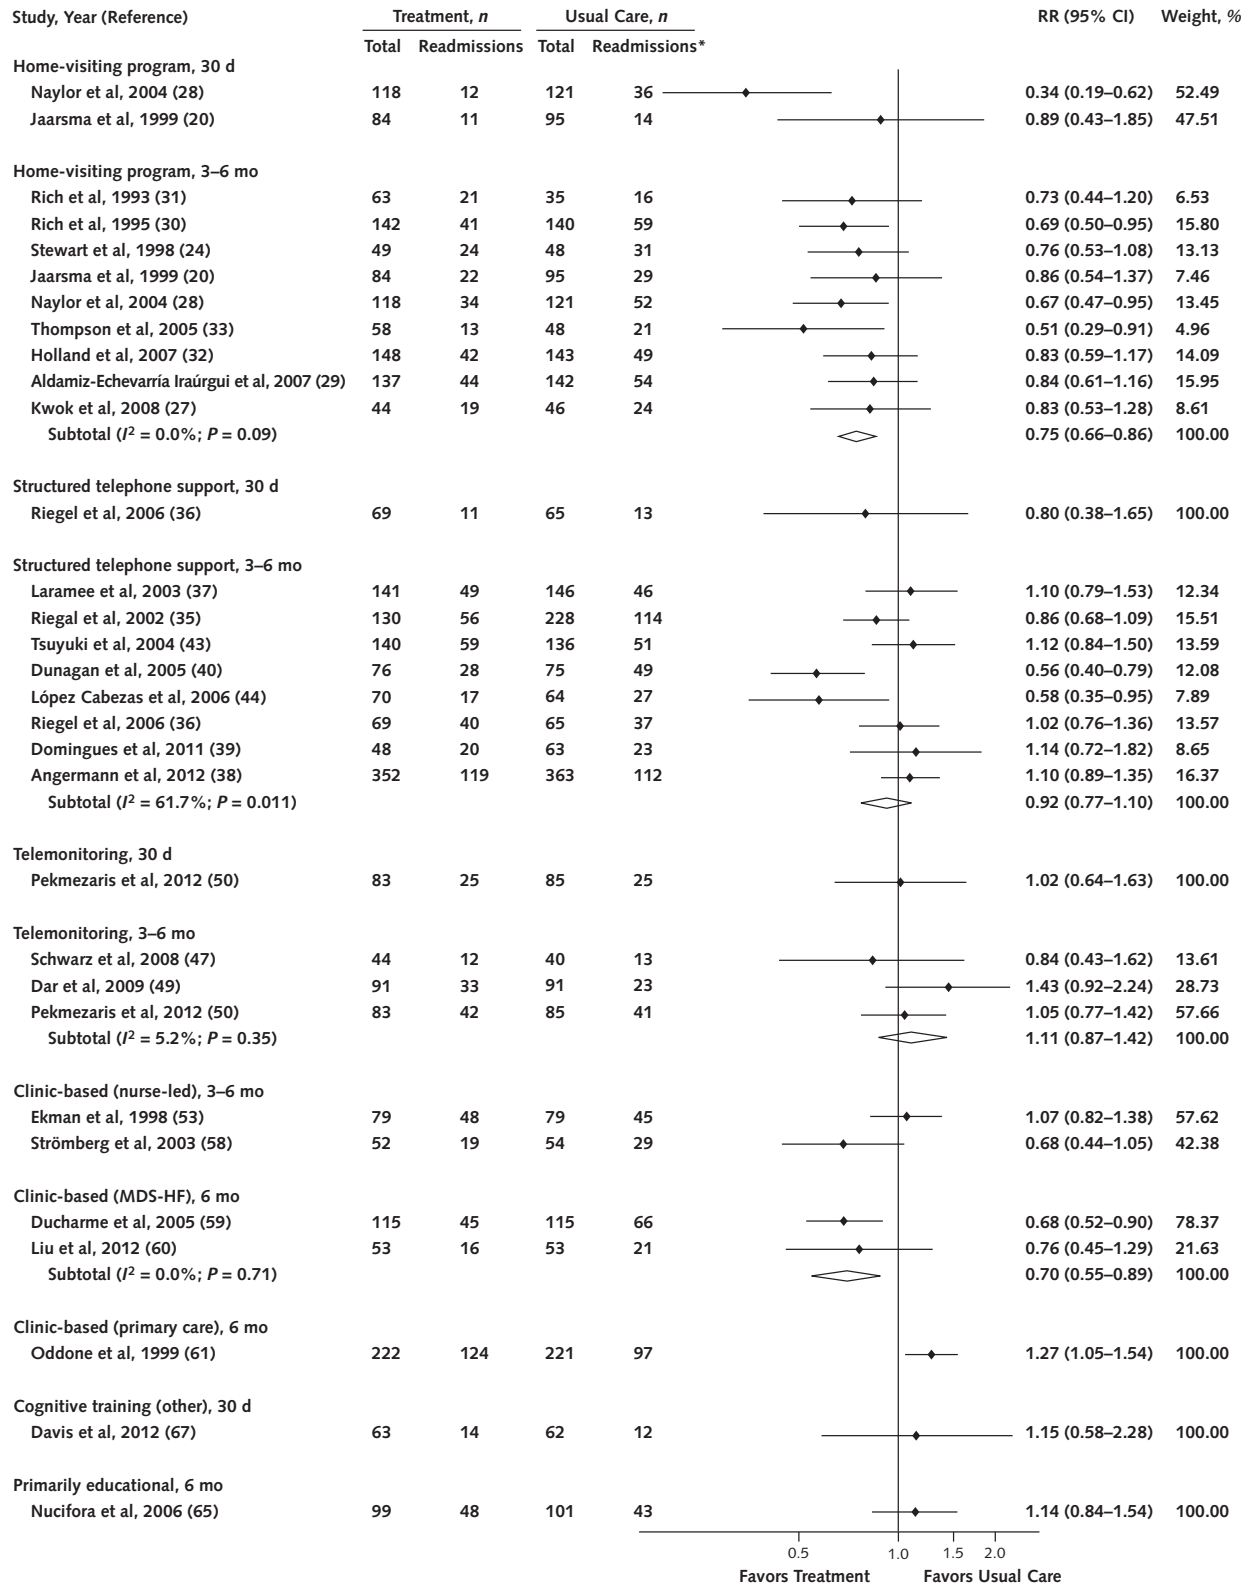 Study, Year (Reference) Treatment, n Usual Care, n RR (95% CI) Weight, %
Total Readmissions Total Readmissions*
Home-visiting program, 30 d
Naylor et al, 2004 (28) 118 12 121 36 0.34 (0.19–0.62) 52.49
Jaarsma et al, 1999 (20) 84 11 95 14 0.89 (0.43–1.85) 47.51
Home-visiting program, 3–6 mo
Rich et al, 1993 (31) 63 21 35 16 0.73 (0.44–1.20) 6.53
Rich et al, 1995 (30) 142 41 140 59 0.69 (0.50–0.95) 15.80
Stewart et al, 1998 (24) 49 24 48 31 0.76 (0.53–1.08) 13.13
Jaarsma et al, 1999 (20) 84 22 95 29 0.86 (0.54–1.37) 7.46
Naylor et al, 2004 (28) 118 34 121 52 0.67 (0.47–0.95) 13.45
Thompson et al, 2005 (33) 58 13 48 21 0.51 (0.29–0.91) 4.96
Holland et al, 2007 (32) 148 42 143 49 0.83 (0.59–1.17) 14.09
Aldamiz-Echevarría Iraúrgui et al, 2007 (29) 137 44 142 54 0.84 (0.61–1.16) 15.95
Kwok et al, 2008 (27) 44 19 46 24 0.83 (0.53–1.28) 8.61
Subtotal (I² = 0.0%; P = 0.09) 0.75 (0.66–0.86) 100.00
Structured telephone support, 30 d
Riegel et al, 2006 (36) 69 11 65 13 0.80 (0.38–1.65) 100.00
Structured telephone support, 3–6 mo
Laramee et al, 2003 (37) 141 49 146 46 1.10 (0.79–1.53) 12.34
Riegal et al, 2002 (35) 130 56 228 114 0.86 (0.68–1.09) 15.51
Tsuyuki et al, 2004 (43) 140 59 136 51 1.12 (0.84–1.50) 13.59
Dunagan et al, 2005 (40) 76 28 75 49 0.56 (0.40–0.79) 12.08
López Cabezas et al, 2006 (44) 70 17 64 27 0.58 (0.35–0.95) 7.89
Riegel et al, 2006 (36) 69 40 65 37 1.02 (0.76–1.36) 13.57
Domingues et al, 2011 (39) 48 20 63 23 1.14 (0.72–1.82) 8.65
Angermann et al, 2012 (38) 352 119 363 112 1.10 (0.89–1.35) 16.37
Subtotal (I² = 61.7%; P = 0.011) 0.92 (0.77–1.10) 100.00
Telemonitoring, 30 d
Pekmezaris et al, 2012 (50) 83 25 85 25 1.02 (0.64–1.63) 100.00
Telemonitoring, 3–6 mo
Schwarz et al, 2008 (47) 44 12 40 13 0.84 (0.43–1.62) 13.61
Dar et al, 2009 (49) 91 33 91 23 1.43 (0.92–2.24) 28.73
Pekmezaris et al, 2012 (50) 83 42 85 41 1.05 (0.77–1.42) 57.66
Subtotal (I² = 5.2%; P = 0.35) 1.11 (0.87–1.42) 100.00
Clinic-based (nurse-led), 3–6 mo
Ekman et al, 1998 (53) 79 48 79 45 1.07 (0.82–1.38) 57.62
Strömberg et al, 2003 (58) 52 19 54 29 0.68 (0.44–1.05) 42.38
Clinic-based (MDS-HF), 6 mo
Ducharme et al, 2005 (59) 115 45 115 66 0.68 (0.52–0.90) 78.37
Liu et al, 2012 (60) 53 16 53 21 0.76 (0.45–1.29) 21.63
Subtotal (I² = 0.0%; P = 0.71) 0.70 (0.55–0.89) 100.00
Clinic-based (primary care), 6 mo
Oddone et al, 1999 (61) 222 124 221 97 1.27 (1.05–1.54) 100.00
Cognitive training (other), 30 d
Davis et al, 2012 (67) 63 14 62 12 1.15 (0.58–2.28) 100.00
Primarily educational, 6 mo
Nucifora et al, 2006 (65) 99 48 101 43 1.14 (0.84–1.54) 100.00
0.5 1.0 1.5 2.0
Favors Treatment Favors Usual Care